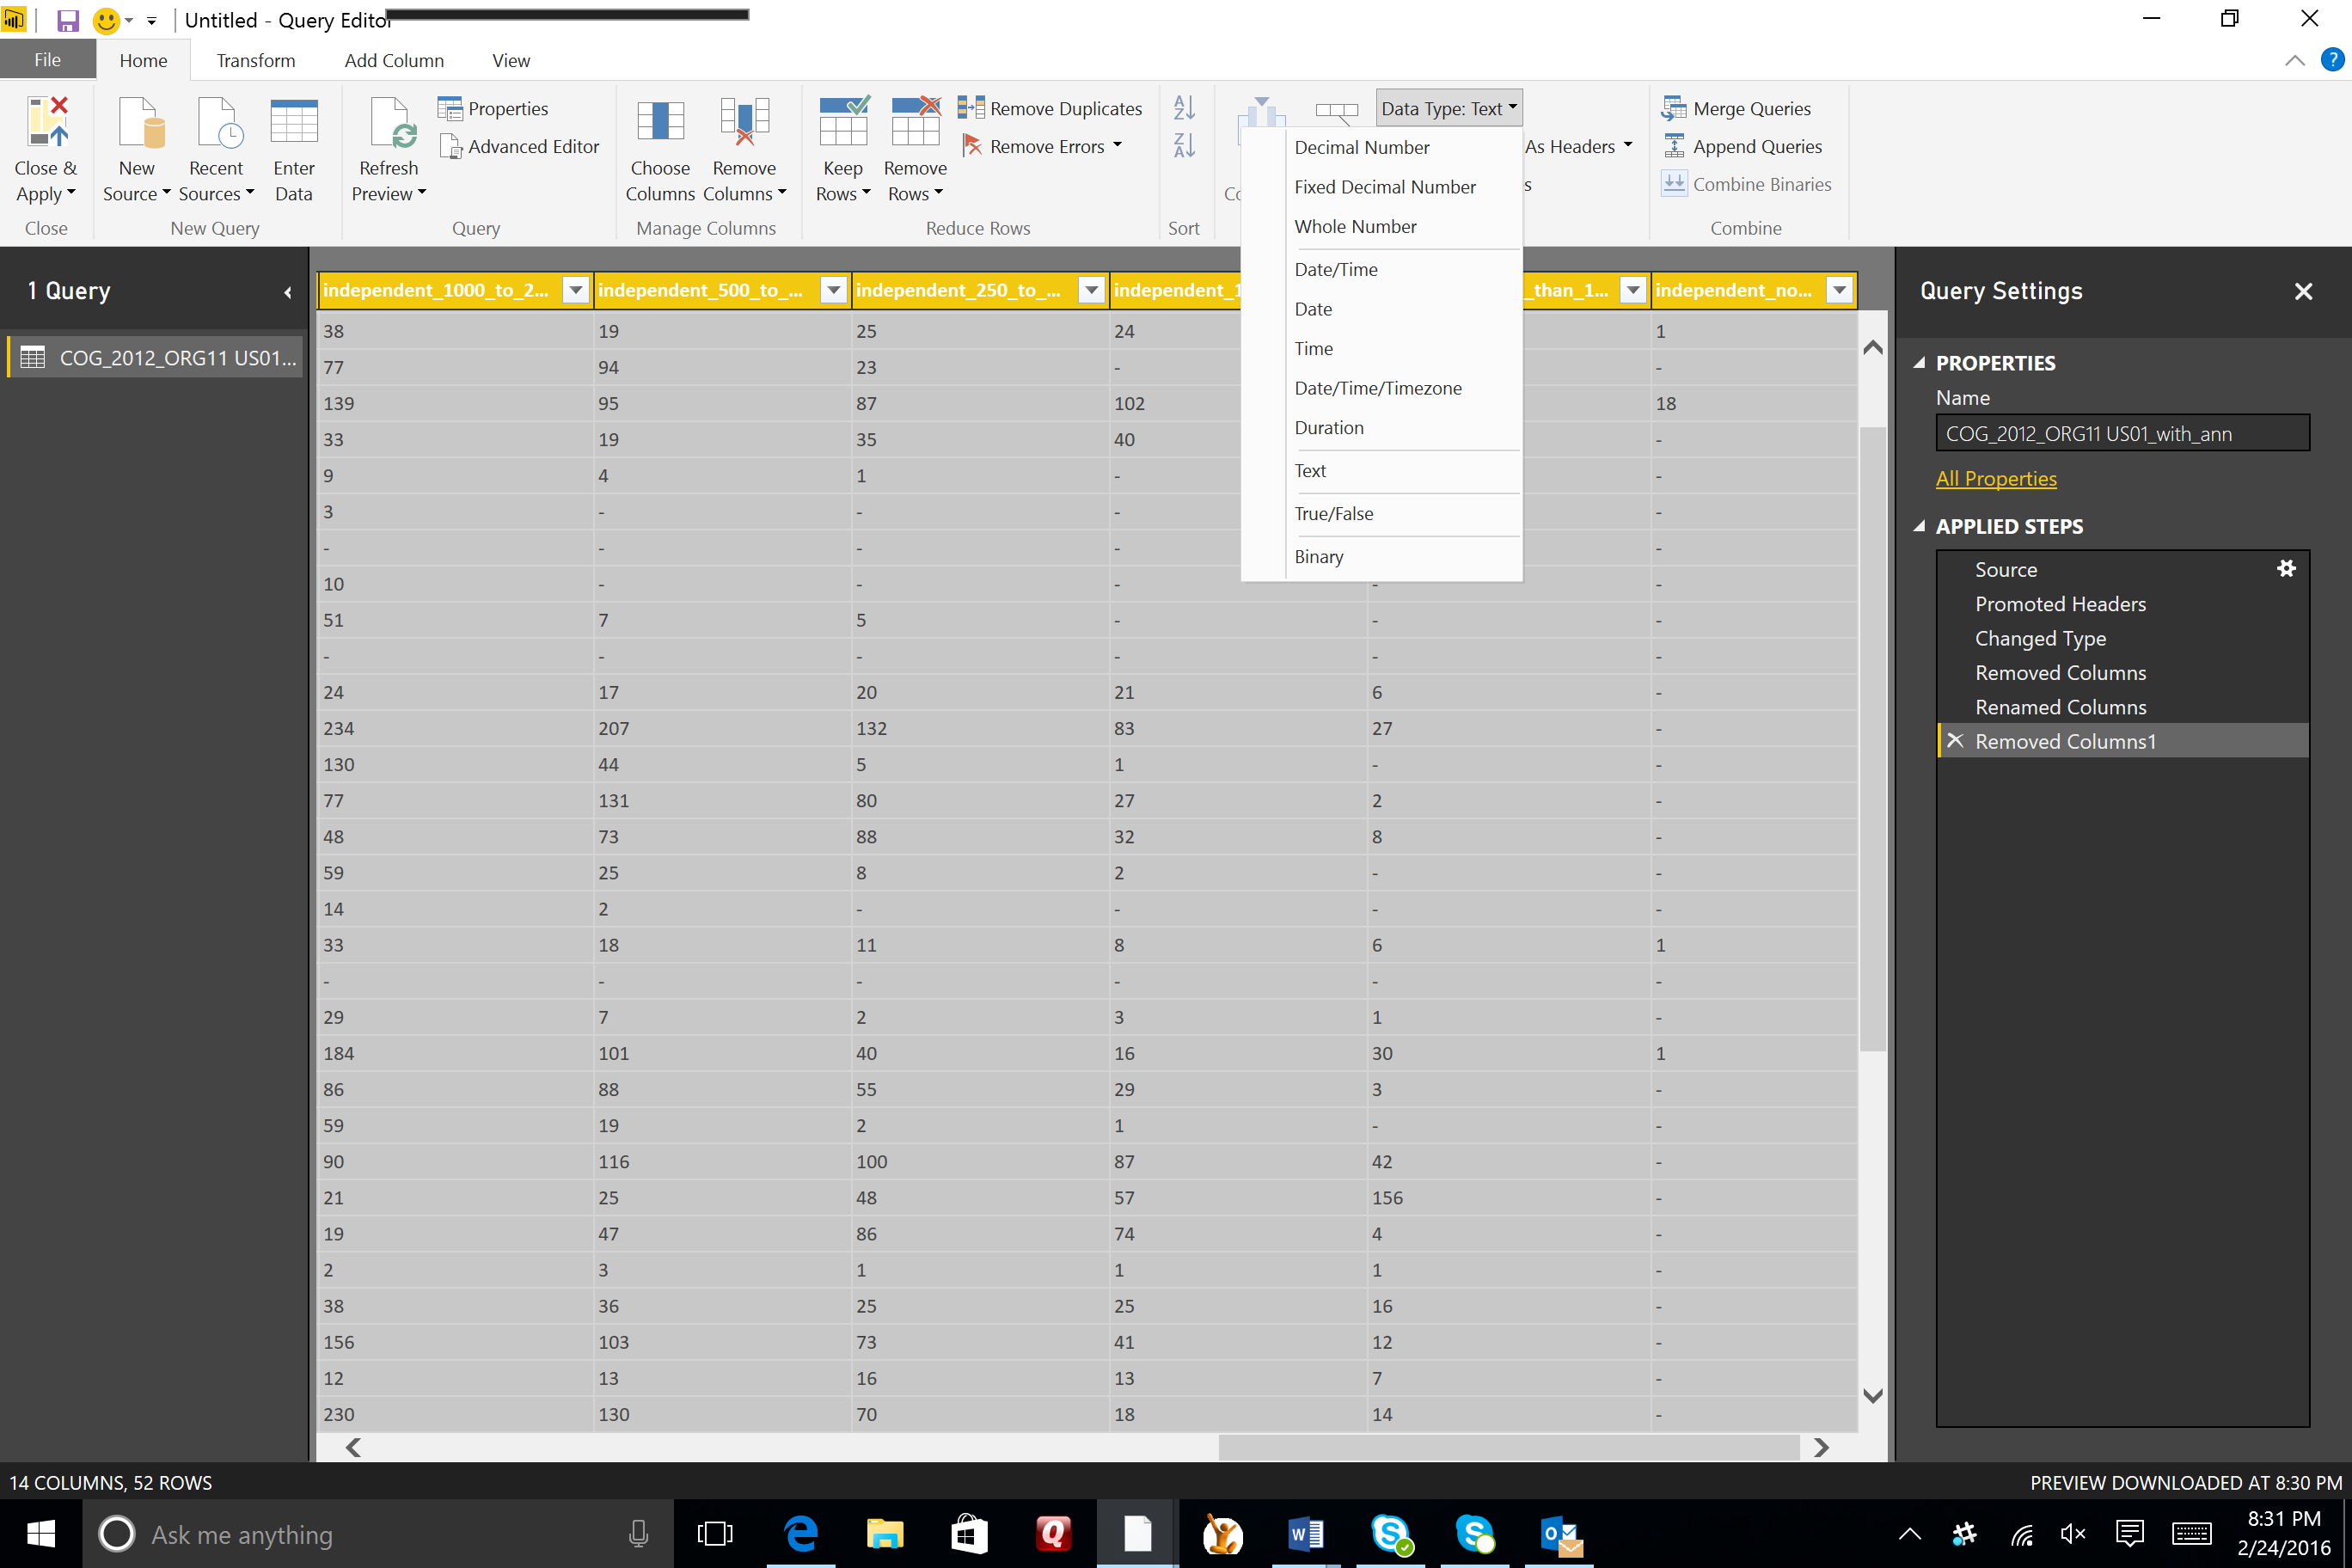 Untitled - Query Editor
File Home Transform Add Column View
Close & Apply
New Source
Recent Sources
Enter Data
Refresh Preview
Properties
Advanced Editor
Choose Columns
Remove Columns
Keep Rows
Remove Rows
Remove Duplicates
Remove Errors
Data Type: Text
As Headers
Merge Queries
Append Queries
Combine Binaries
Close New Query Query Manage Columns Reduce Rows Sort Combine
Decimal Number
Fixed Decimal Number
Whole Number
Date/Time
Date
Time
Date/Time/Timezone
Duration
Text
True/False
Binary
1 Query
COG_2012_ORG11 US01...
independent_1000_to_2... independent_500_to_... independent_250_to_... independent_1 _than_1... independent_no...
38 19 25 24 1
77 94 23 - -
139 95 87 102 18
33 19 35 40 -
9 4 1 - -
3 - - - -
- - - - -
10 - - - - -
51 7 5 - - -
- - - - - -
24 17 20 21 6 -
234 207 132 83 27 -
130 44 5 1 - -
77 131 80 27 2 -
48 73 88 32 8 -
59 25 8 2 - -
14 2 - - - -
33 18 11 8 6 1
- - - - - -
29 7 2 3 1 -
184 101 40 16 30 1
86 88 55 29 3 -
59 19 2 1 - -
90 116 100 87 42 -
21 25 48 57 156 -
19 47 86 74 4 -
2 3 1 1 1 -
38 36 25 25 16 -
156 103 73 41 12 -
12 13 16 13 7 -
230 130 70 18 14 -
Query Settings
PROPERTIES
Name
COG_2012_ORG11 US01_with_ann
All Properties
APPLIED STEPS
Source
Promoted Headers
Changed Type
Removed Columns
Renamed Columns
Removed Columns1
14 COLUMNS, 52 ROWS
PREVIEW DOWNLOADED AT 8:30 PM
Ask me anything
8:31 PM
2/24/2016